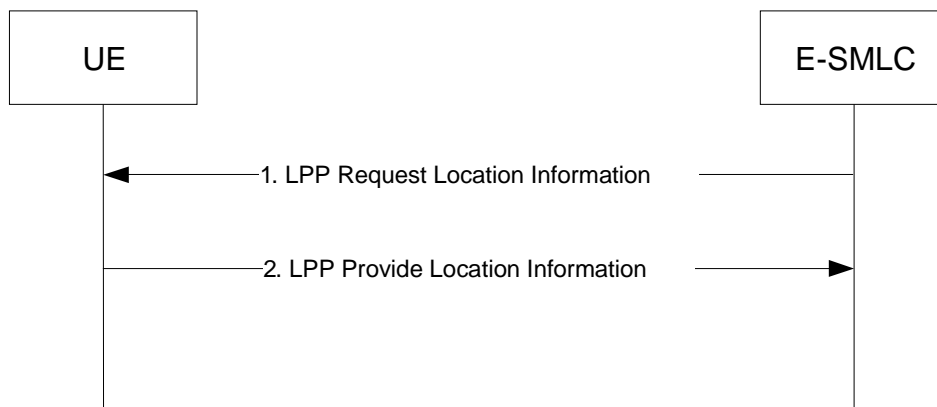 UE
E-SMLC
1. LPP Request Location Information
2. LPP Provide Location Information